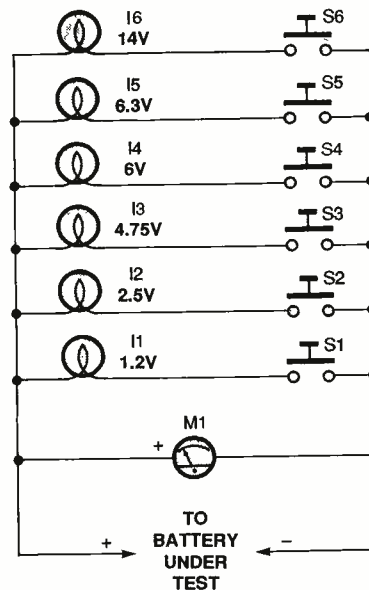 I6 S6
14V
I5 S5
6.3V
I4 S4
6V
I3 S3
4.75V
I2 S2
2.5V
I1 S1
1.2V
M1
+
TO
+ BATTERY −
UNDER
TEST